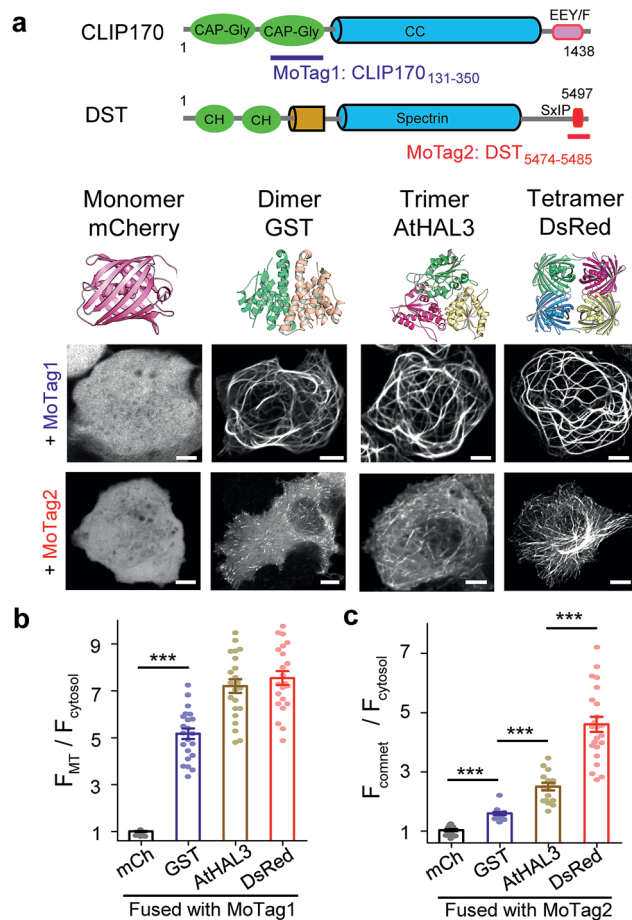 a
CLIP170
CAP-Gly CAP-Gly CC EEY/F
1 1438
MoTag1: CLIP170131-350
DST
1 CH CH Spectrin SxIP 5497
MoTag2: DST5474-5485
Monomer Dimer Trimer Tetramer
mCherry GST AtHAL3 DsRed
+ MoTag1
+ MoTag2
b
FMT / Fcytosol
9
7
5
3
1
***
mCh GST AtHAL3 DsRed
Fused with MoTag1
c
Fcomnet / Fcytosol
7
5
3
1
***
***
***
mCh GST AtHAL3 DsRed
Fused with MoTag2